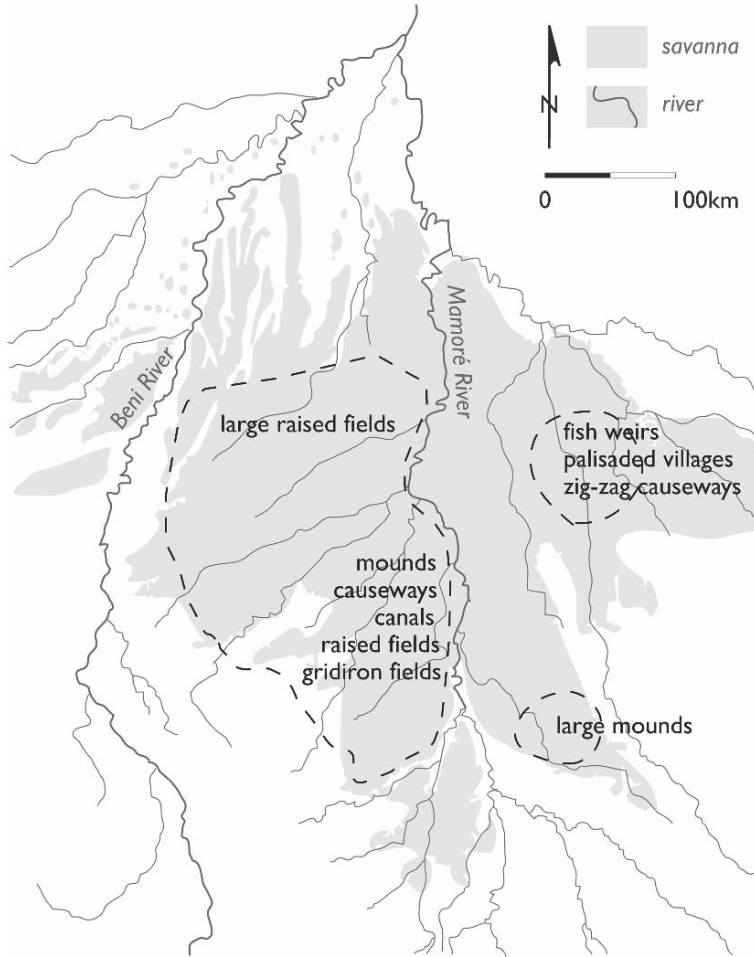 savanna
N
river
0 100km
Beni River
Mamoré River
large raised fields
fish weirs
palisaded villages
zig-zag causeways
mounds
causeways
canals
raised fields
gridiron fields
large mounds